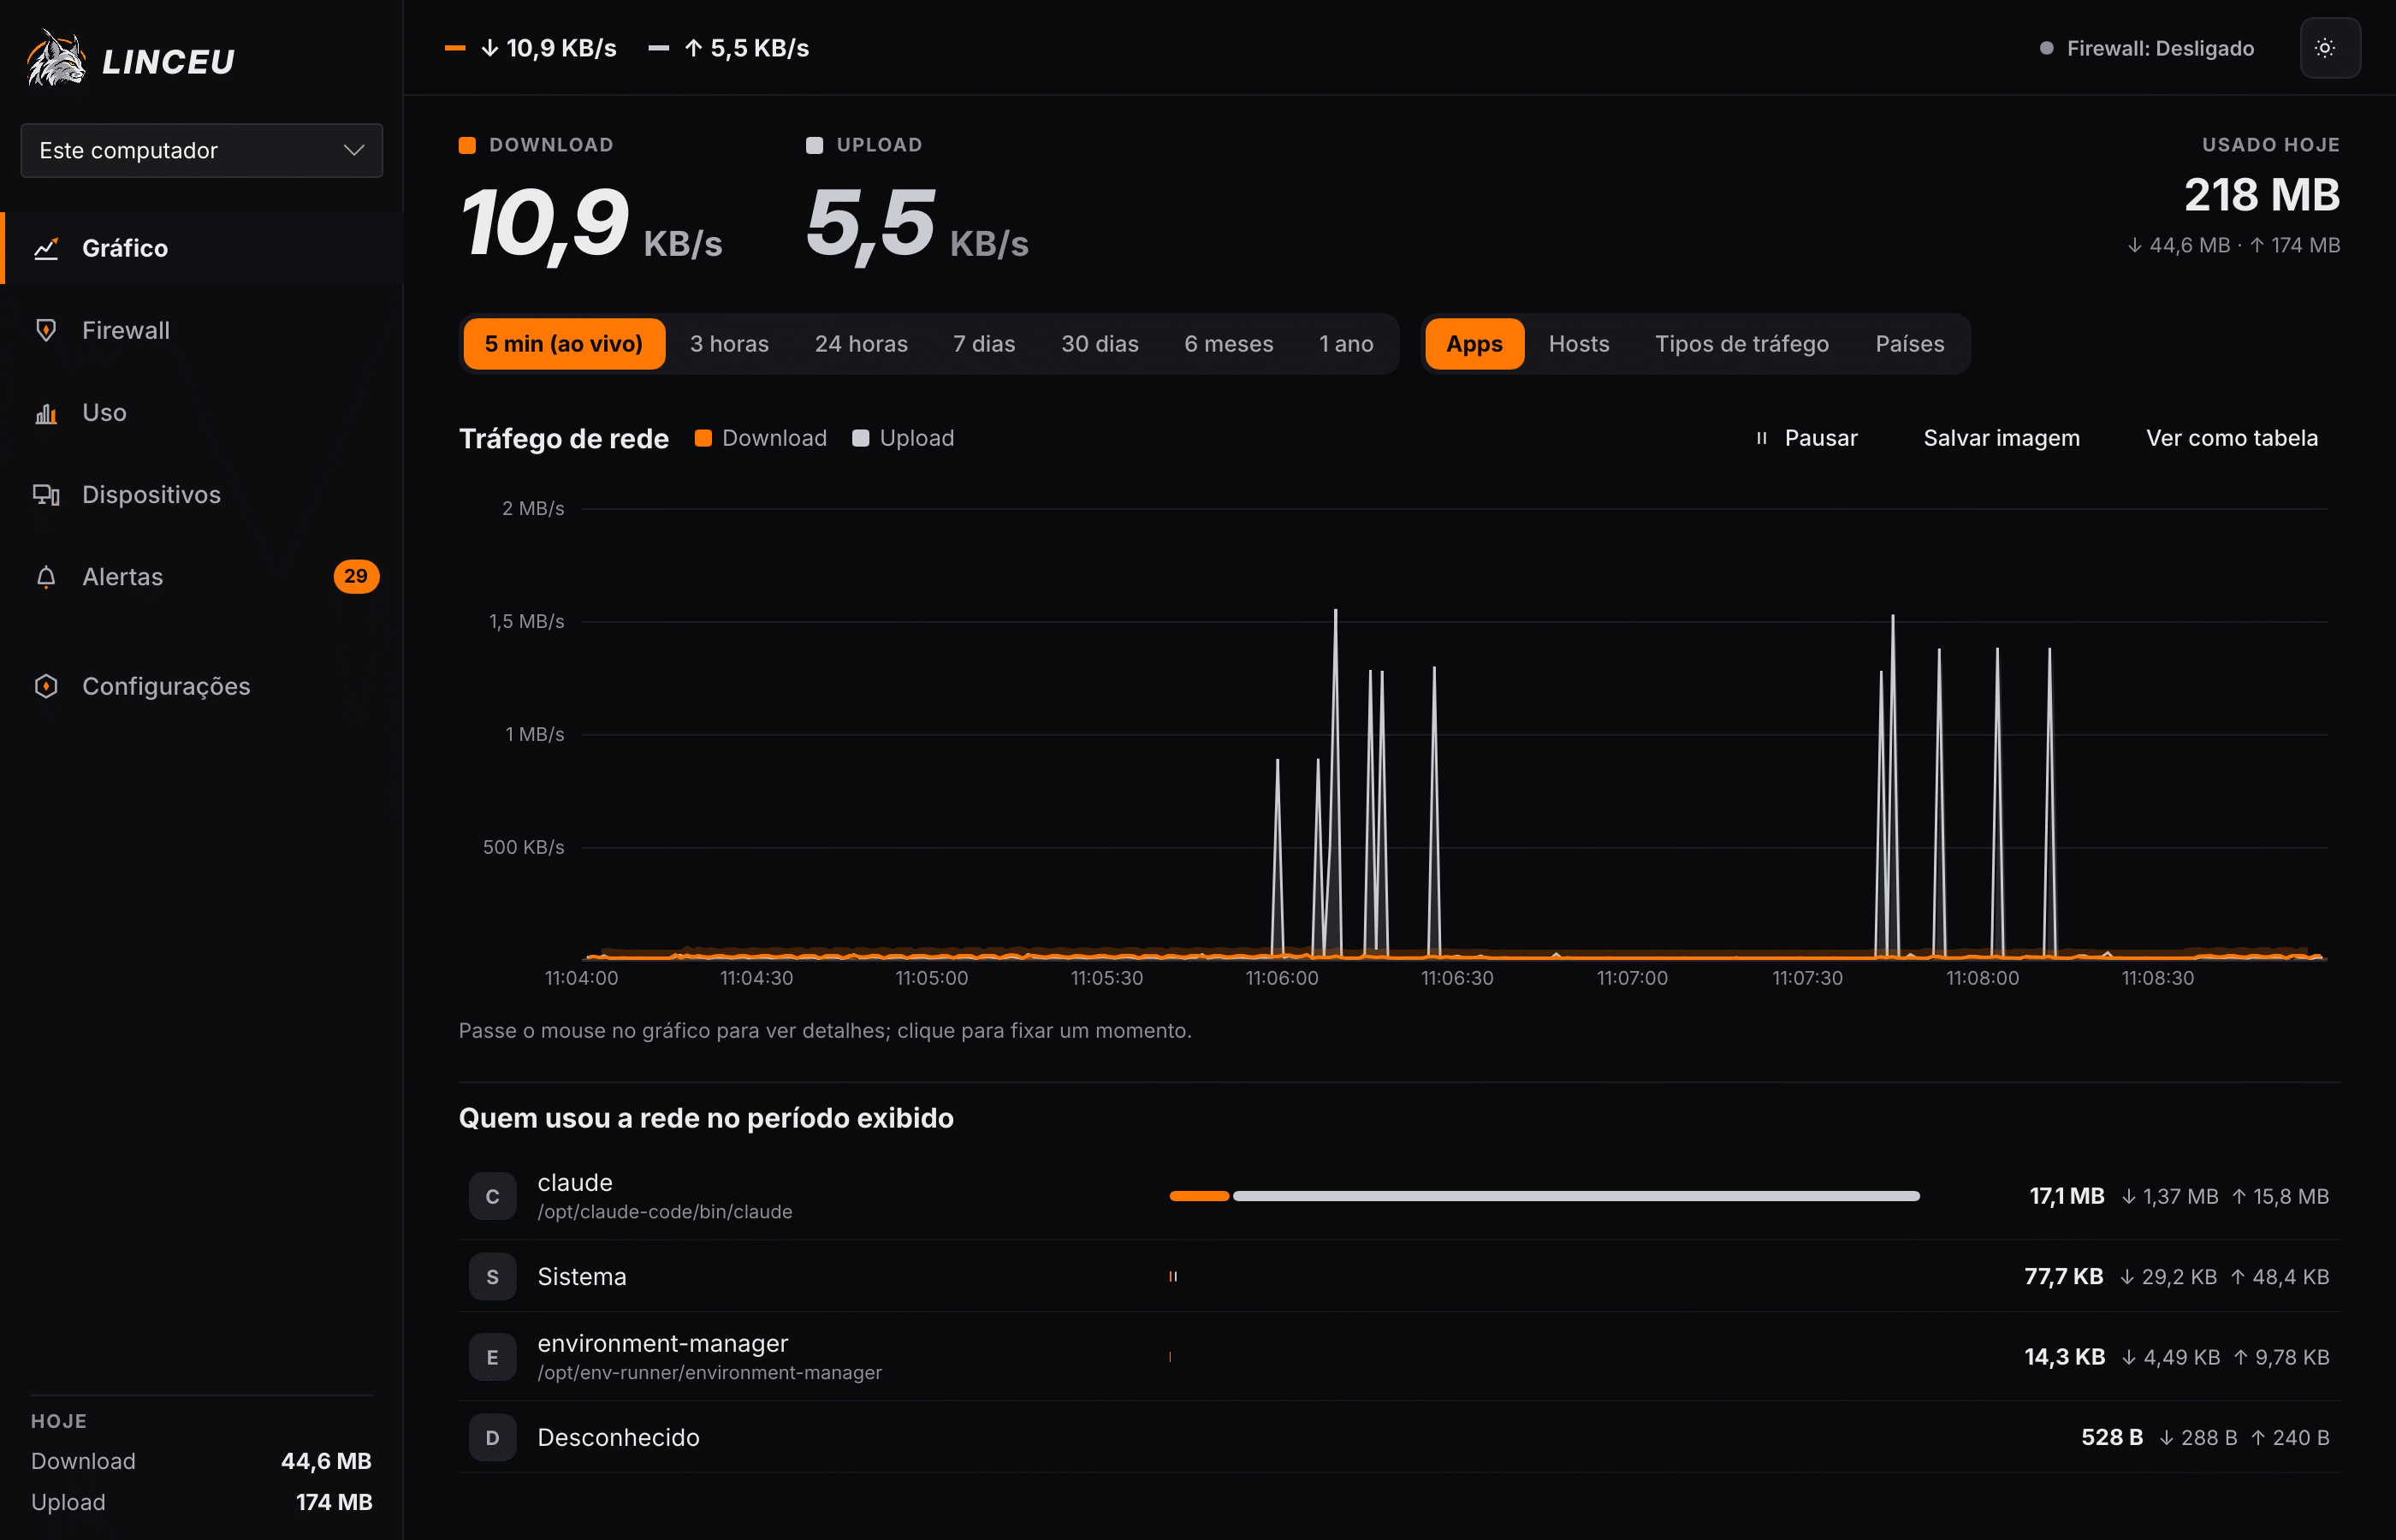 LINCEU
Este computador
Gráfico
Firewall
Uso
Dispositivos
Alertas 29
Configurações
HOJE
Download 44,6 MB
Upload 174 MB
↓ 10,9 KB/s ↑ 5,5 KB/s
Firewall: Desligado
DOWNLOAD
10,9 KB/s
UPLOAD
5,5 KB/s
USADO HOJE
218 MB
↓ 44,6 MB · ↑ 174 MB
5 min (ao vivo) 3 horas 24 horas 7 dias 30 dias 6 meses 1 ano
Apps Hosts Tipos de tráfego Países
Tráfego de rede Download Upload
Pausar Salvar imagem Ver como tabela
2 MB/s
1,5 MB/s
1 MB/s
500 KB/s
11:04:00 11:04:30 11:05:00 11:05:30 11:06:00 11:06:30 11:07:00 11:07:30 11:08:00 11:08:30
Passe o mouse no gráfico para ver detalhes; clique para fixar um momento.
Quem usou a rede no período exibido
C claude
/opt/claude-code/bin/claude
17,1 MB ↓ 1,37 MB ↑ 15,8 MB
S Sistema
77,7 KB ↓ 29,2 KB ↑ 48,4 KB
E environment-manager
/opt/env-runner/environment-manager
14,3 KB ↓ 4,49 KB ↑ 9,78 KB
D Desconhecido
528 B ↓ 288 B ↑ 240 B